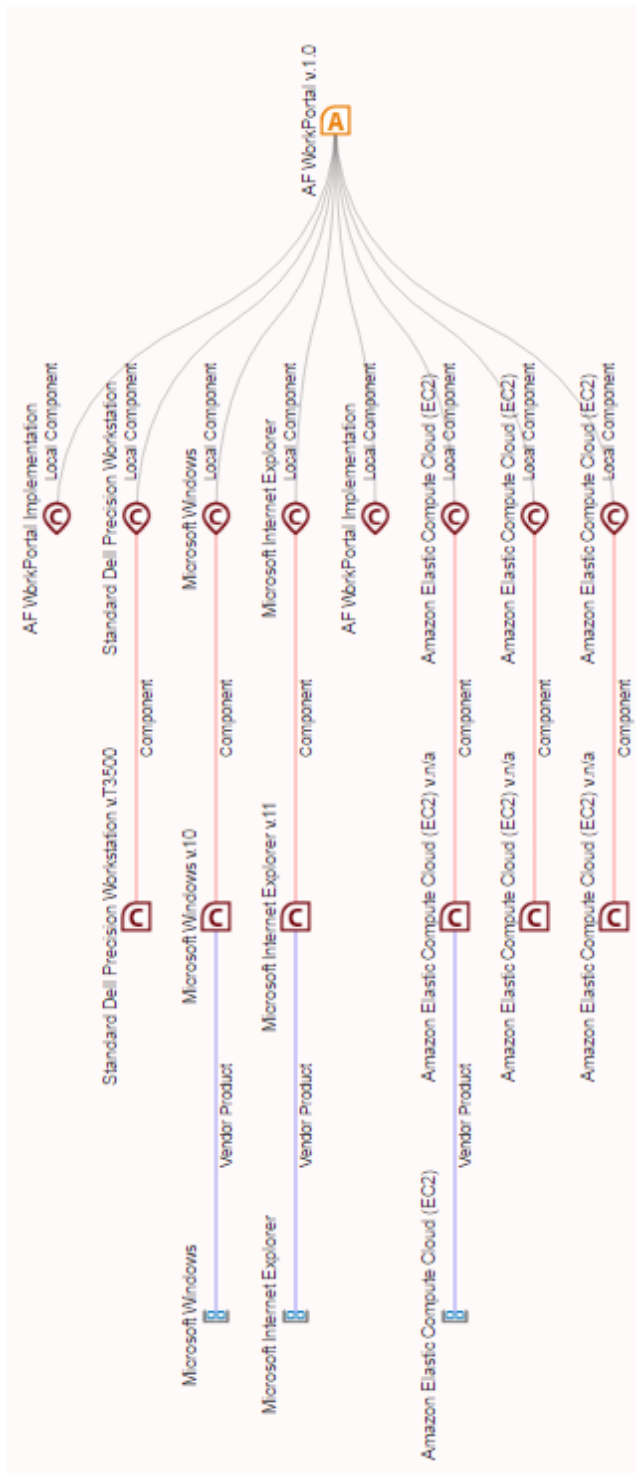 AF WorkPortal v.1.0
A
AF WorkPortal Implementation
Local Component
C
Standard Dell Precision Workstation
Local Component
C
Component
Standard Dell Precision Workstation v.T3500
C
Microsoft Windows
Local Component
C
Component
Microsoft Windows v.10
C
Vendor Product
Microsoft Windows
Microsoft Internet Explorer
Local Component
C
Component
Microsoft Internet Explorer v.11
C
Vendor Product
Microsoft Internet Explorer
AF WorkPortal Implementation
Local Component
C
Amazon Elastic Compute Cloud (EC2)
Local Component
C
Component
Amazon Elastic Compute Cloud (EC2) v.n/a
C
Vendor Product
Amazon Elastic Compute Cloud (EC2)
Amazon Elastic Compute Cloud (EC2)
Local Component
C
Component
Amazon Elastic Compute Cloud (EC2) v.n/a
C
Amazon Elastic Compute Cloud (EC2)
Local Component
C
Component
Amazon Elastic Compute Cloud (EC2) v.n/a
C